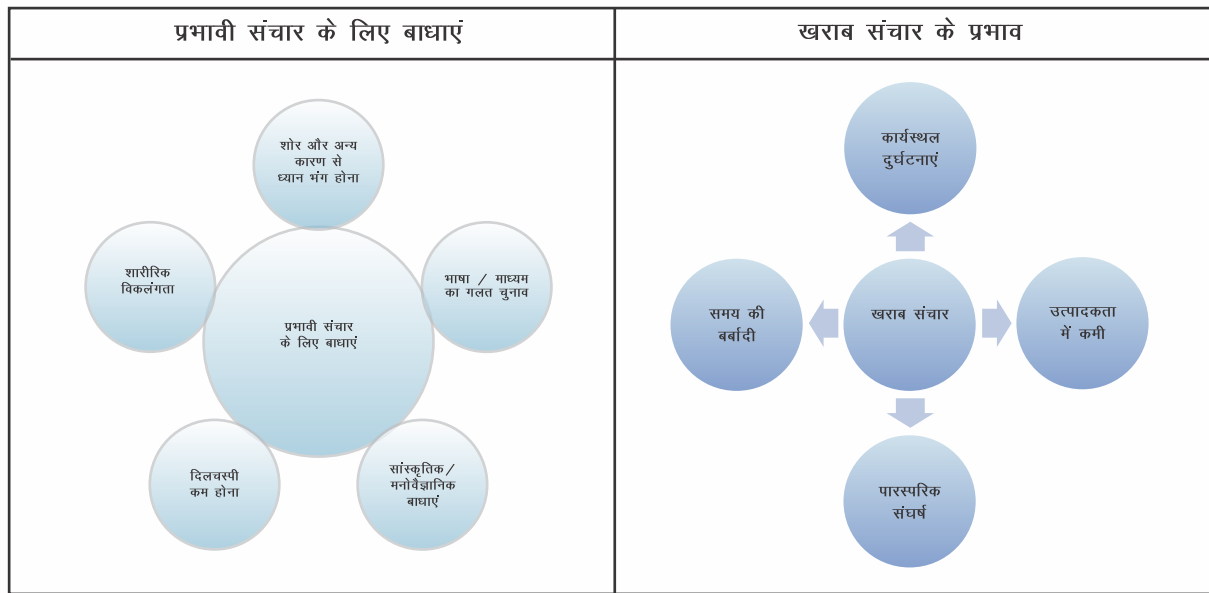 प्रभावी संचार के लिए बाधाएं
शोर और अन्य
कारण से
ध्यान भंग होना
शारीरिक
विकलंगता
भाषा / माध्यम
का गलत चुनाव
प्रभावी संचार
के लिए बाधाएं
दिलचस्पी
कम होना
सांस्कृतिक/
मनोवैज्ञानिक
बाधाएं
खराब संचार के प्रभाव
कार्यस्थल
दुर्घटनाएं
समय की
बर्बादी
खराब संचार
उत्पादकता
में कमी
पारस्परिक
संघर्ष